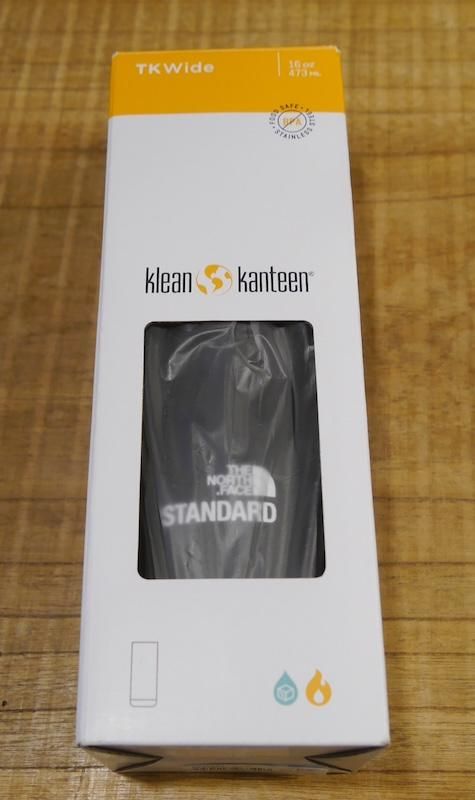 TKWide
16 oz
473 mL
FOOD SAFE • STAINLESS STEEL •
BPA
klean kanteen®
THE
NORTH
FACE
STANDARD